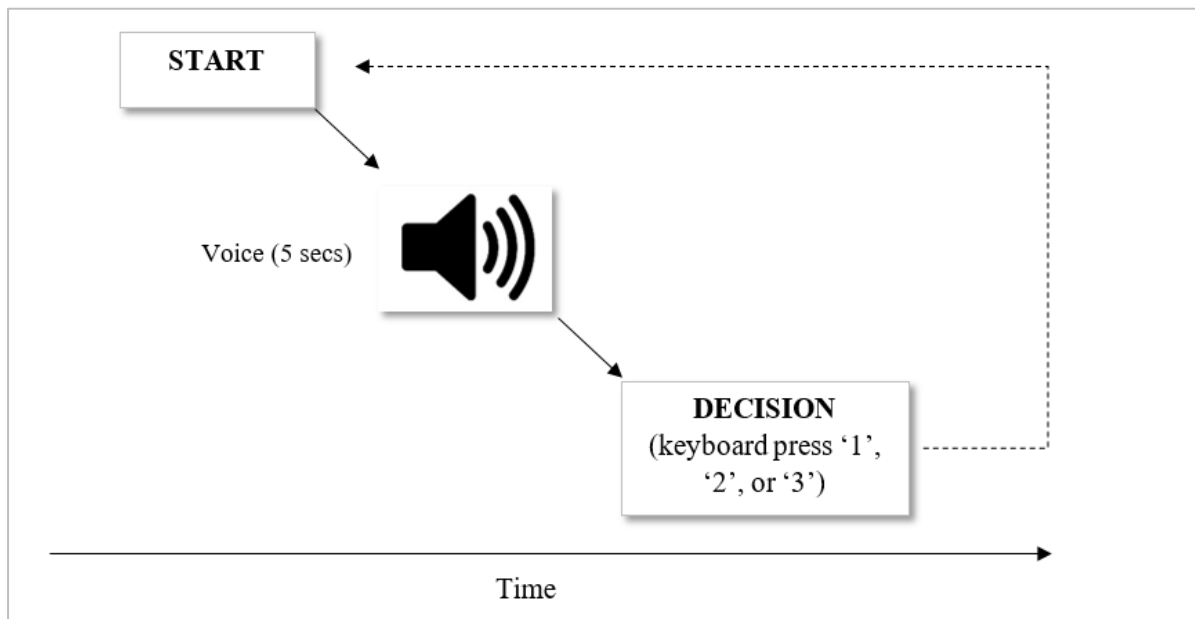 START
Voice (5 secs)
DECISION
(keyboard press ‘1’,
‘2’, or ‘3’)
Time